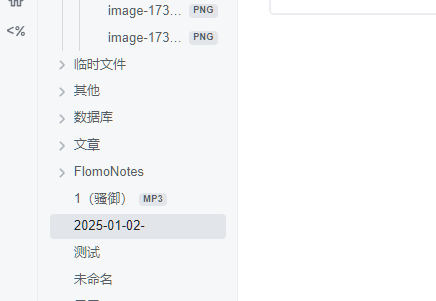 image-173... PNG
<%
image-173... PNG
临时文件
其他
数据库
文章
FlomoNotes
1（骚御） MP3
2025-01-02-
测试
未命名